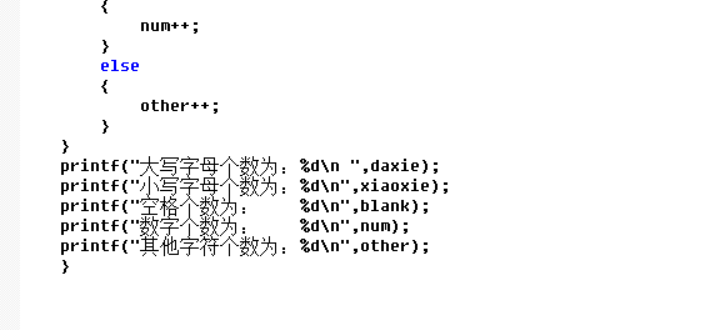 {
num++;
}
else
{
other++;
}
}
printf("大写字母个数为：%d\n ",daxie);
printf("小写字母个数为：%d\n",xiaoxie);
printf("空格个数为：    %d\n",blank);
printf("数字个数为：    %d\n",num);
printf("其他字符个数为：%d\n",other);
}